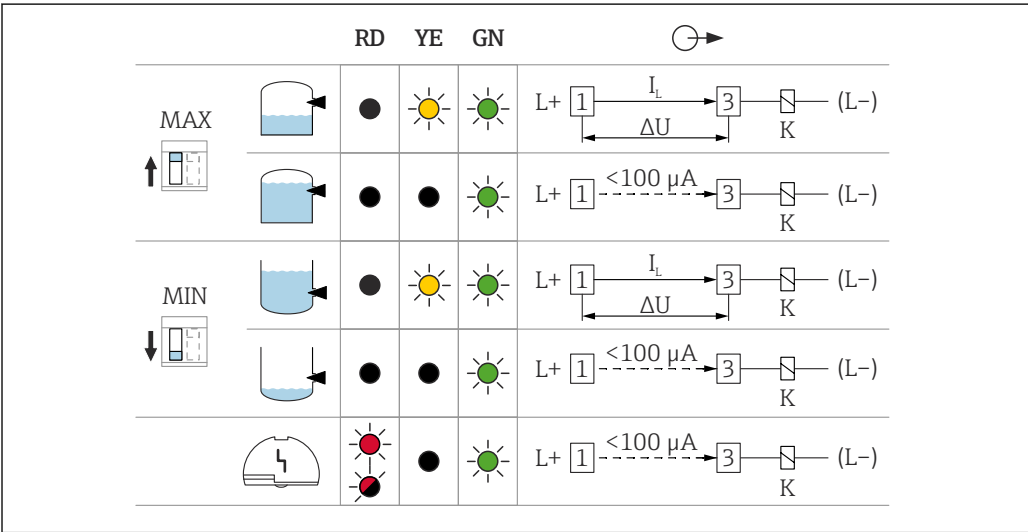 RD YE GN
MAX
L+ 1 I_L 3 (L–)
ΔU K
L+ 1 <100 µA 3 (L–)
K
MIN
L+ 1 I_L 3 (L–)
ΔU K
L+ 1 <100 µA 3 (L–)
K
L+ 1 <100 µA 3 (L–)
K